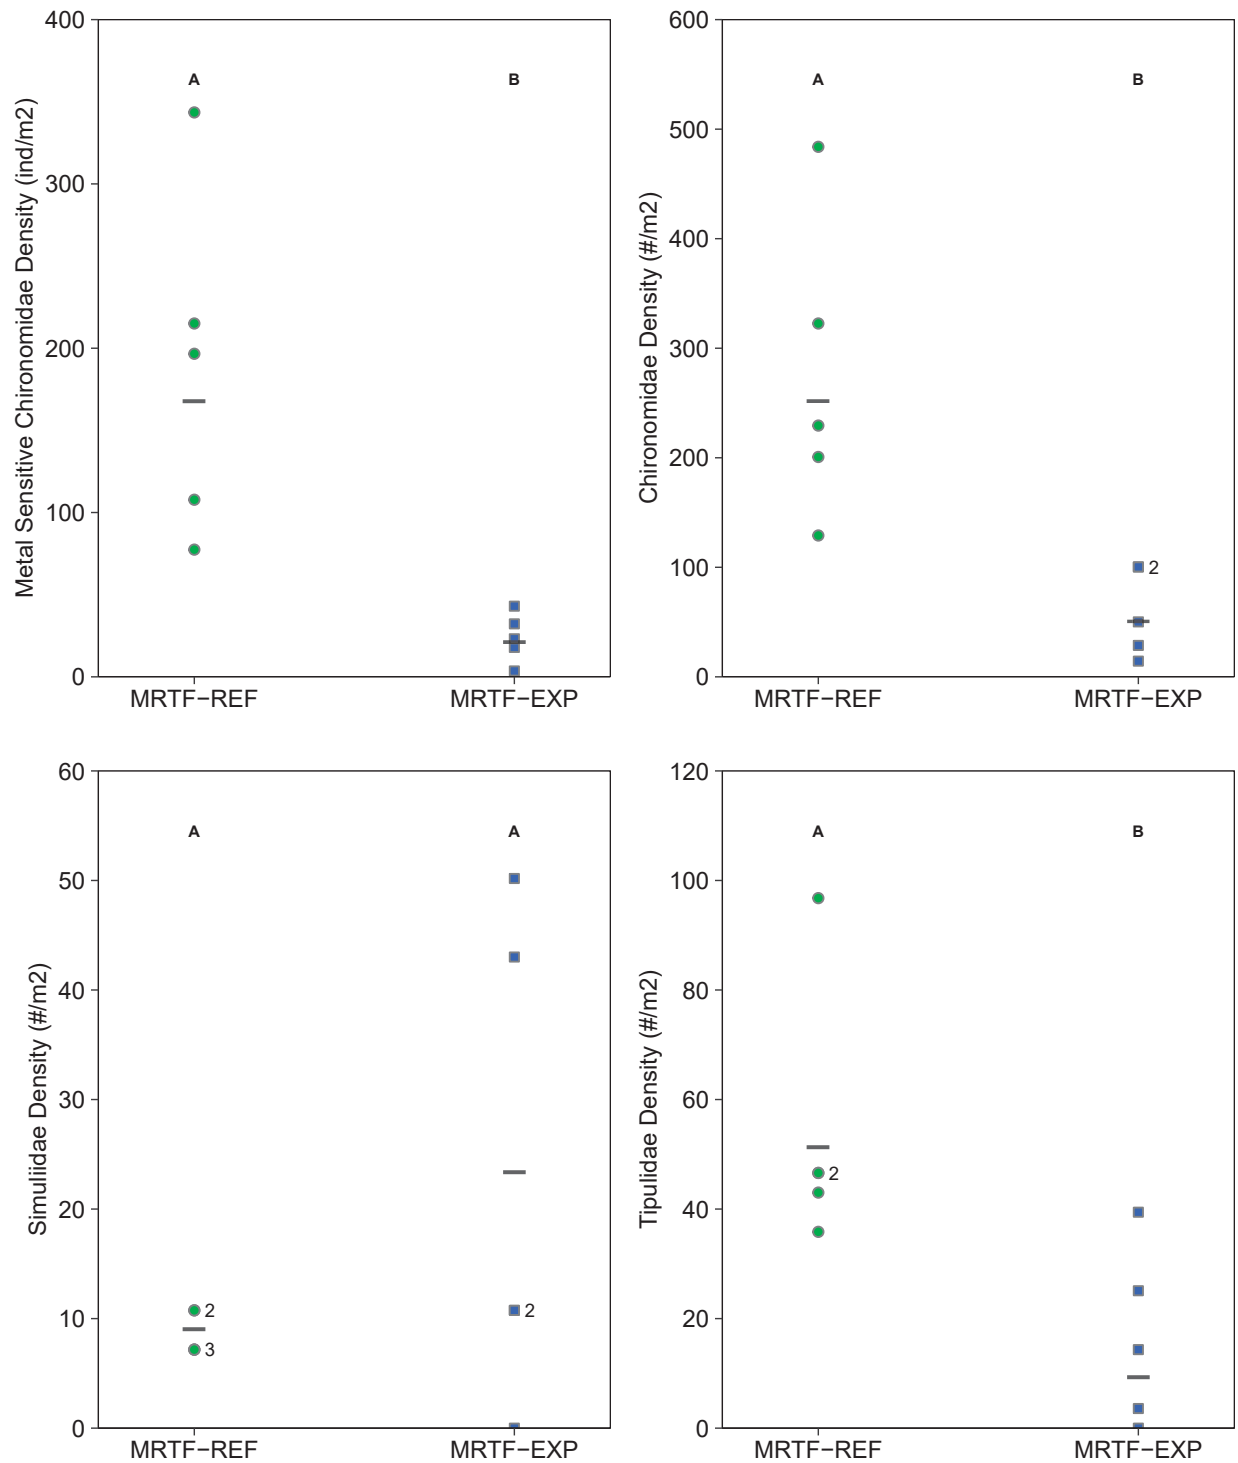 Metal Sensitive Chironomidae Density (ind/m2)
400
300
200
100
0
A
B
MRTF−REF
MRTF−EXP
Chironomidae Density (#/m2)
600
500
400
300
200
100
0
A
B
2
MRTF−REF
MRTF−EXP
Simuliidae Density (#/m2)
60
50
40
30
20
10
0
A
A
2
3
2
MRTF−REF
MRTF−EXP
Tipulidae Density (#/m2)
120
100
80
60
40
20
0
A
B
2
MRTF−REF
MRTF−EXP